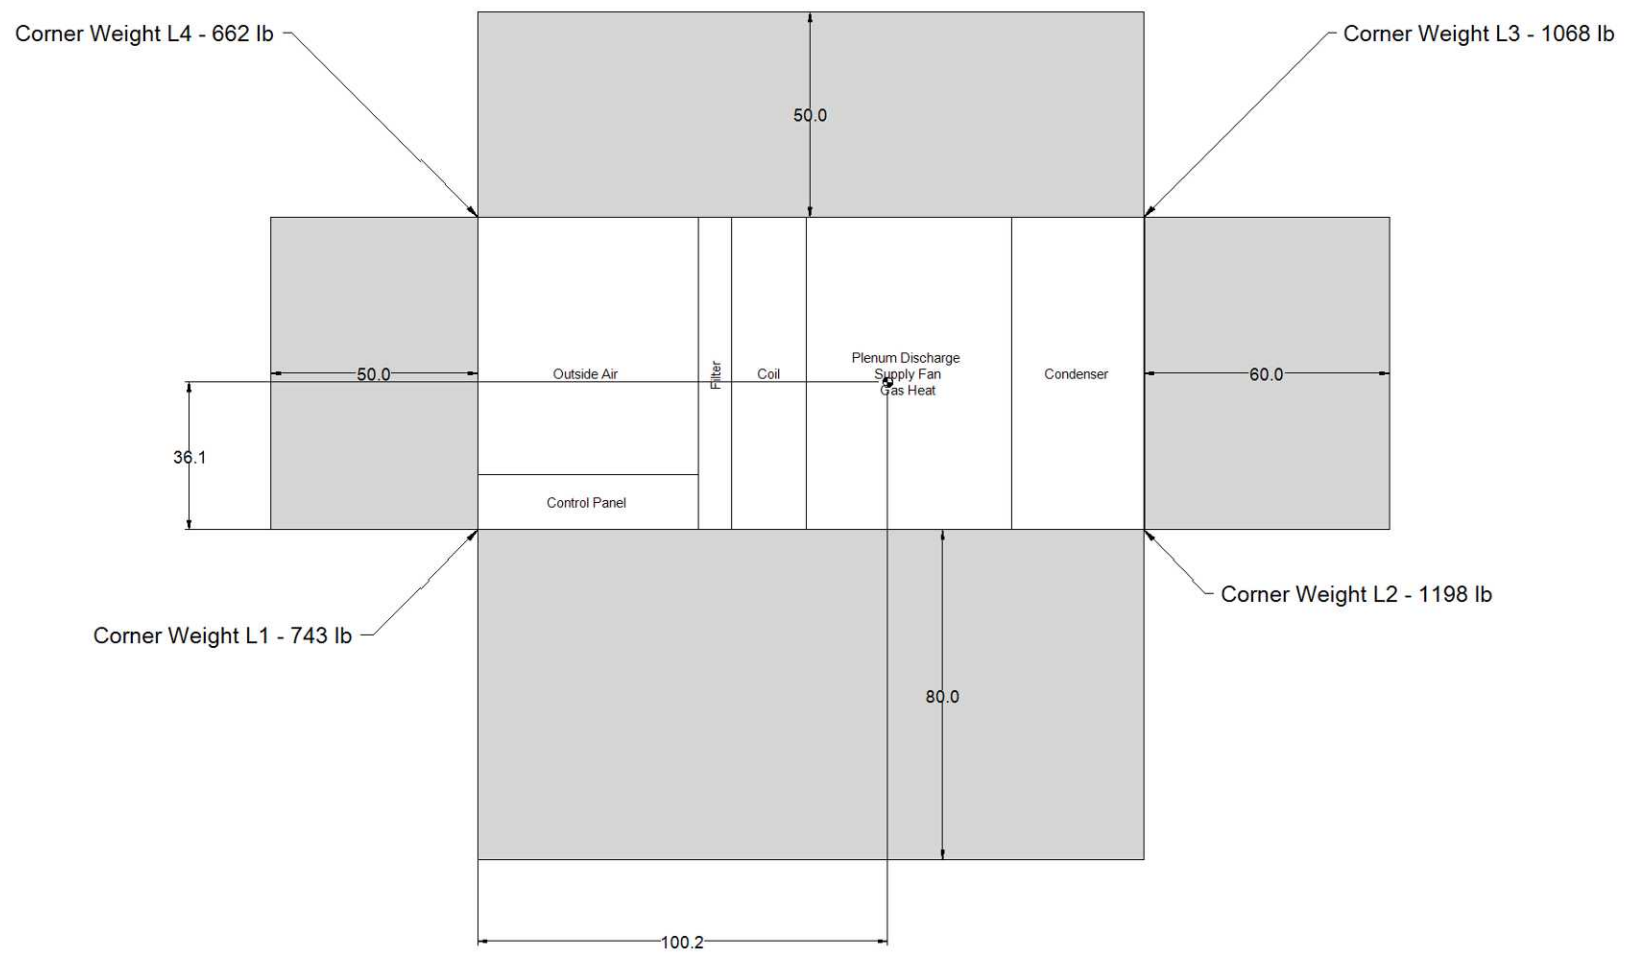 Corner Weight L4 - 662 lb
Corner Weight L3 - 1068 lb
50.0
Plenum Discharge
Supply Fan
Gas Heat
50.0
Outside Air
Filter
Coil
Condenser
60.0
36.1
Control Panel
Corner Weight L2 - 1198 lb
Corner Weight L1 - 743 lb
80.0
100.2